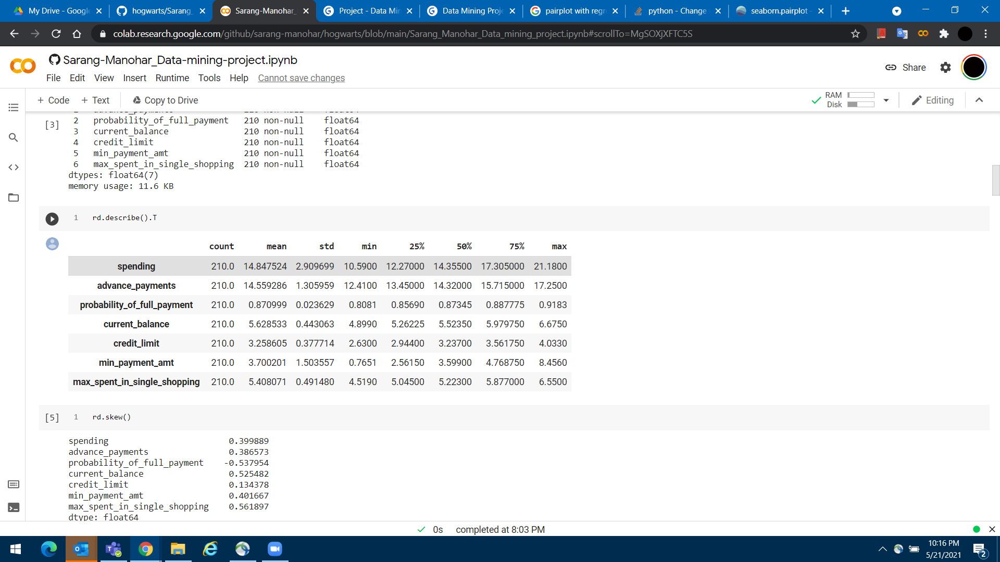 My Drive - Google
hogwarts/Sarang_
Sarang-Manohar_
Project - Data Min
Data Mining Proje
pairplot with regr
python - Change
seaborn.pairplot -
colab.research.google.com/github/sarang-manohar/hogwarts/blob/main/Sarang_Manohar_Data_mining_project.ipynb#scrollTo=MgSOXjXFTC5S
Sarang-Manohar_Data-mining-project.ipynb
Share
File Edit View Insert Runtime Tools Help Cannot save changes
+ Code + Text Copy to Drive
RAM
Disk
Editing
1 advance_payments 210 non-null float64
[3] 2 probability_of_full_payment 210 non-null float64
3 current_balance 210 non-null float64
4 credit_limit 210 non-null float64
5 min_payment_amt 210 non-null float64
6 max_spent_in_single_shopping 210 non-null float64
dtypes: float64(7)
memory usage: 11.6 KB
1 rd.describe().T
count mean std min 25% 50% 75% max
spending 210.0 14.847524 2.909699 10.5900 12.27000 14.35500 17.305000 21.1800
advance_payments 210.0 14.559286 1.305959 12.4100 13.45000 14.32000 15.715000 17.2500
probability_of_full_payment 210.0 0.870999 0.023629 0.8081 0.85690 0.87345 0.887775 0.9183
current_balance 210.0 5.628533 0.443063 4.8990 5.26225 5.52350 5.979750 6.6750
credit_limit 210.0 3.258605 0.377714 2.6300 2.94400 3.23700 3.561750 4.0330
min_payment_amt 210.0 3.700201 1.503557 0.7651 2.56150 3.59900 4.768750 8.4560
max_spent_in_single_shopping 210.0 5.408071 0.491480 4.5190 5.04500 5.22300 5.877000 6.5500
[5] 1 rd.skew()
spending 0.399889
advance_payments 0.386573
probability_of_full_payment -0.537954
current_balance 0.525482
credit_limit 0.134378
min_payment_amt 0.401667
max_spent_in_single_shopping 0.561897
dtype: float64
0s completed at 8:03 PM
10:16 PM
5/21/2021
2